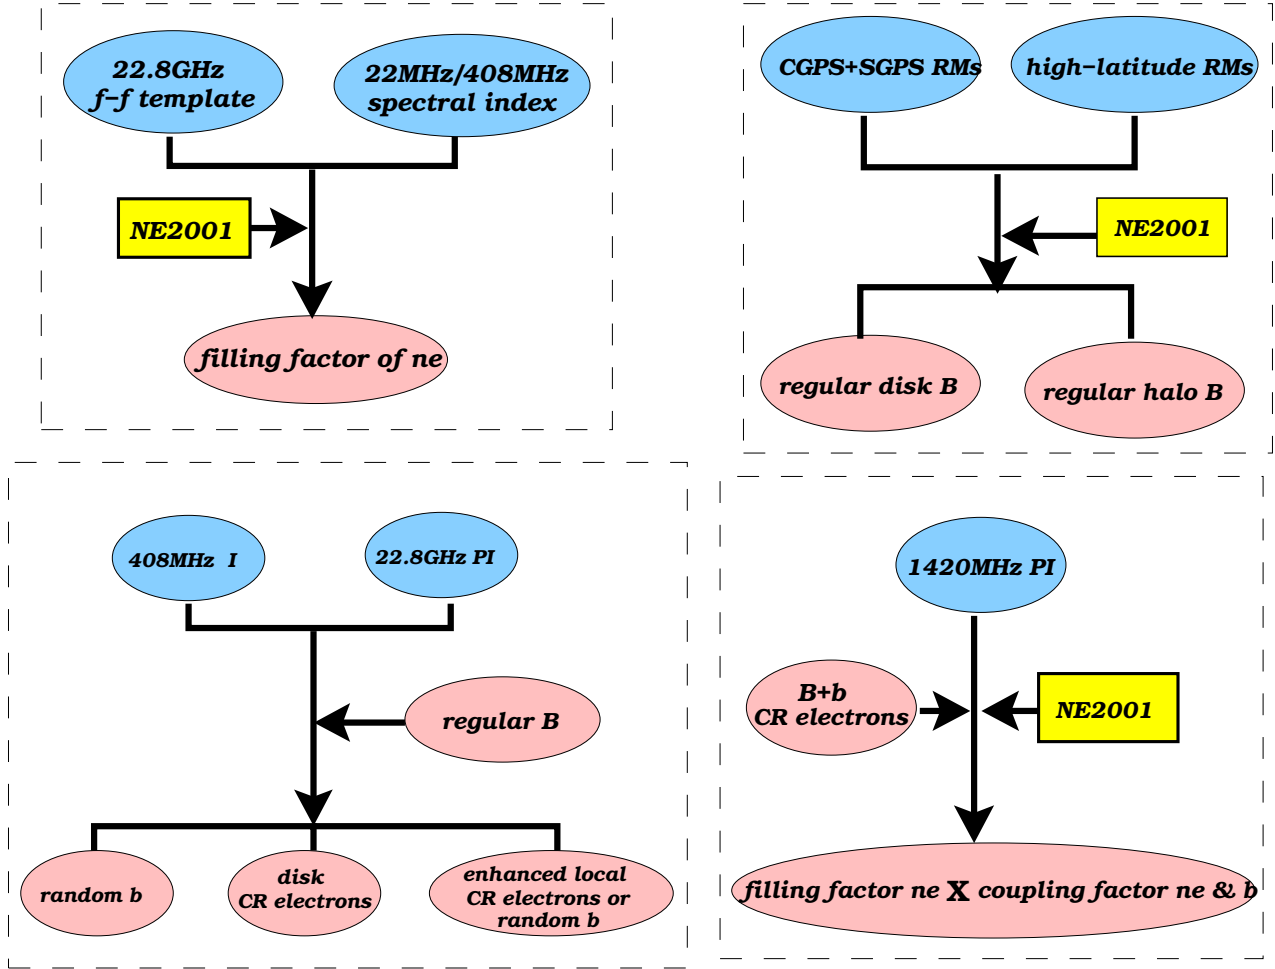 22.8GHz
f-f template
22MHz/408MHz
spectral index
NE2001
filling factor of ne
CGPS+SGPS RMs
high-latitude RMs
NE2001
regular disk B
regular halo B
408MHz I
22.8GHz PI
regular B
random b
disk
CR electrons
enhanced local
CR electrons or
random b
1420MHz PI
B+b
CR electrons
NE2001
filling factor ne X coupling factor ne & b